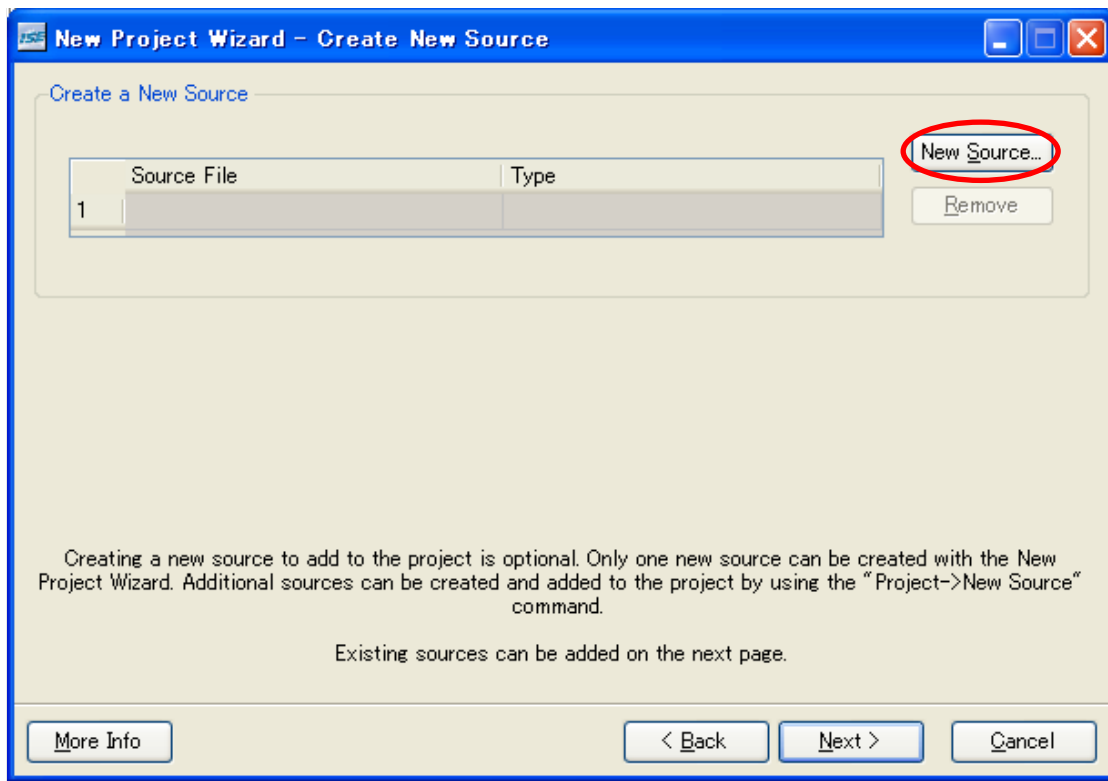 ISE New Project Wizard - Create New Source
Create a New Source
New Source...
Source File Type
1
Remove
Creating a new source to add to the project is optional. Only one new source can be created with the New
Project Wizard. Additional sources can be created and added to the project by using the "Project->New Source"
command.
Existing sources can be added on the next page.
More Info < Back Next > Cancel